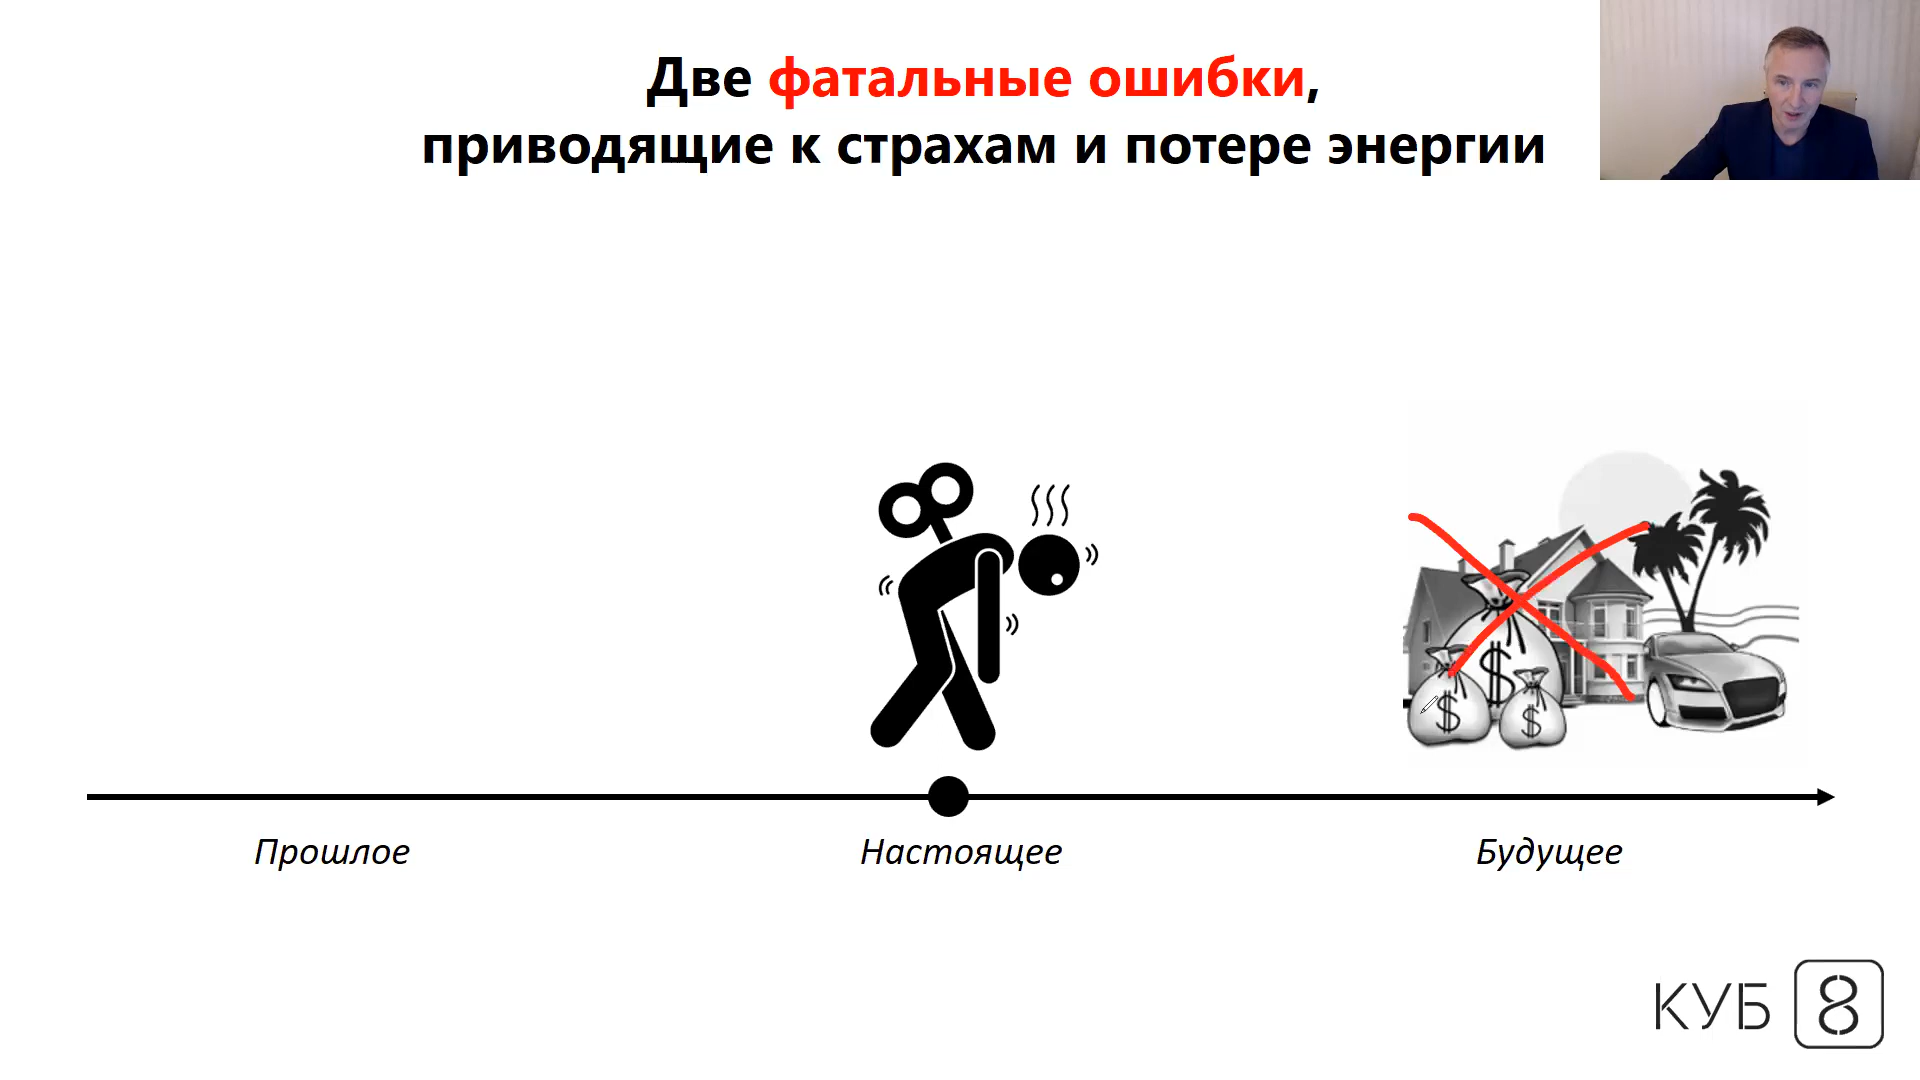 Две фатальные ошибки,
приводящие к страхам и потере энергии
$
$
$
Прошлое
Настоящее
Будущее
КУБ 8